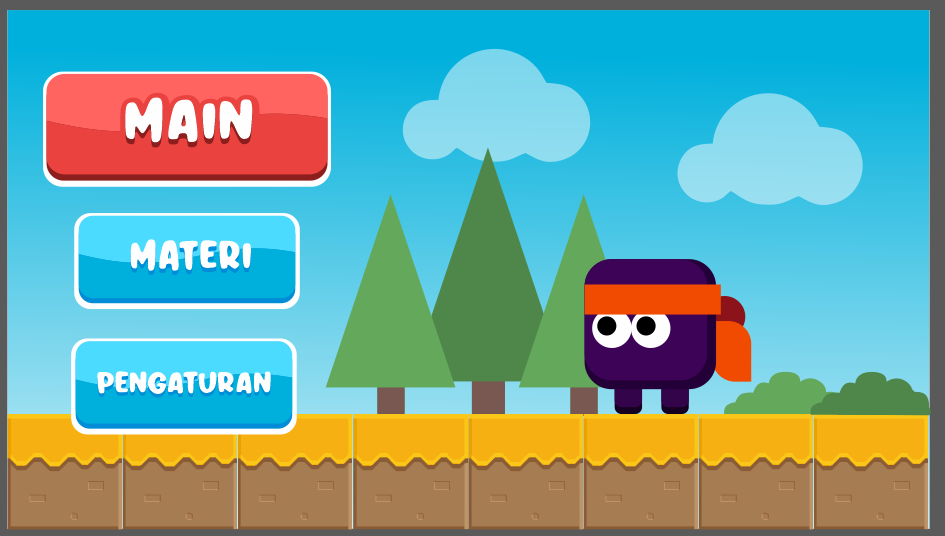 MAIN
MATERI
PENGATURAN